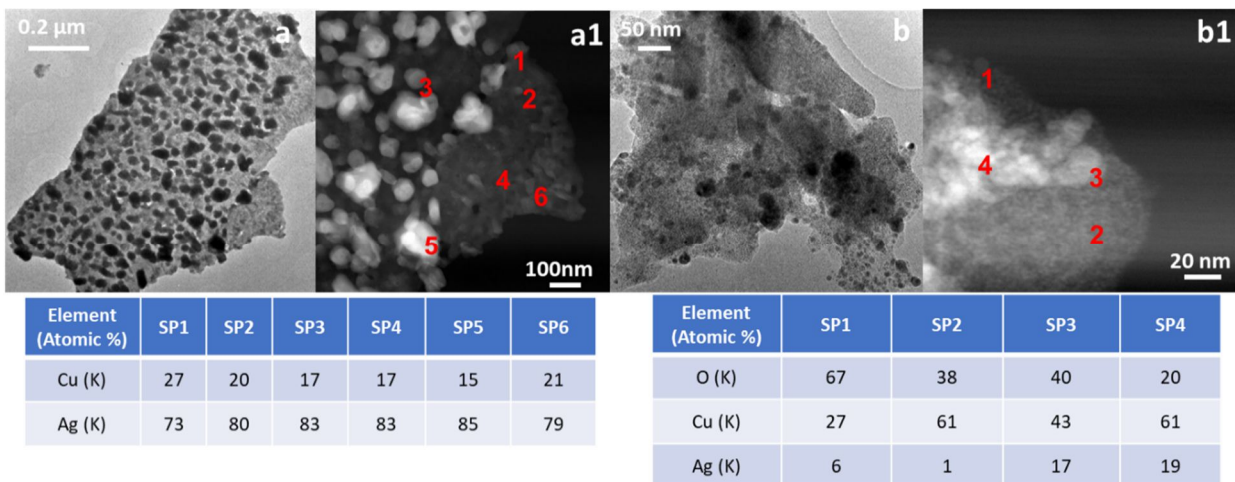 0.2 µm
a
a1
1
2
3
4
5
6
100nm
50 nm
b
b1
1
2
3
4
20 nm
Element (Atomic %) SP1 SP2 SP3 SP4 SP5 SP6
Cu (K) 27 20 17 17 15 21
Ag (K) 73 80 83 83 85 79
Element (Atomic %) SP1 SP2 SP3 SP4
O (K) 67 38 40 20
Cu (K) 27 61 43 61
Ag (K) 6 1 17 19